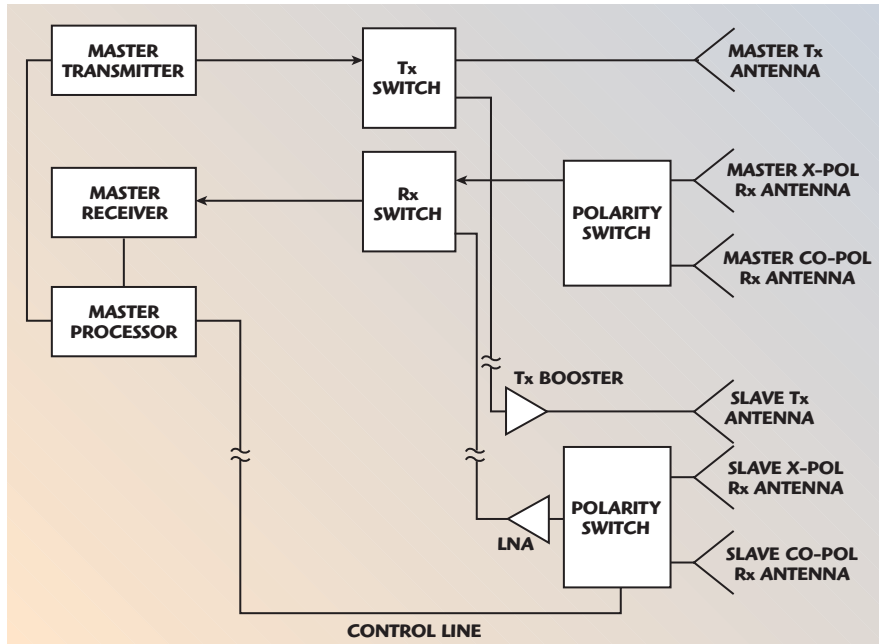 MASTER
TRANSMITTER
Tx
SWITCH
MASTER Tx
ANTENNA
MASTER
RECEIVER
Rx
SWITCH
POLARITY
SWITCH
MASTER X-POL
Rx ANTENNA
MASTER CO-POL
Rx ANTENNA
MASTER
PROCESSOR
Tx BOOSTER
SLAVE Tx
ANTENNA
LNA
POLARITY
SWITCH
SLAVE X-POL
Rx ANTENNA
SLAVE CO-POL
Rx ANTENNA
CONTROL LINE